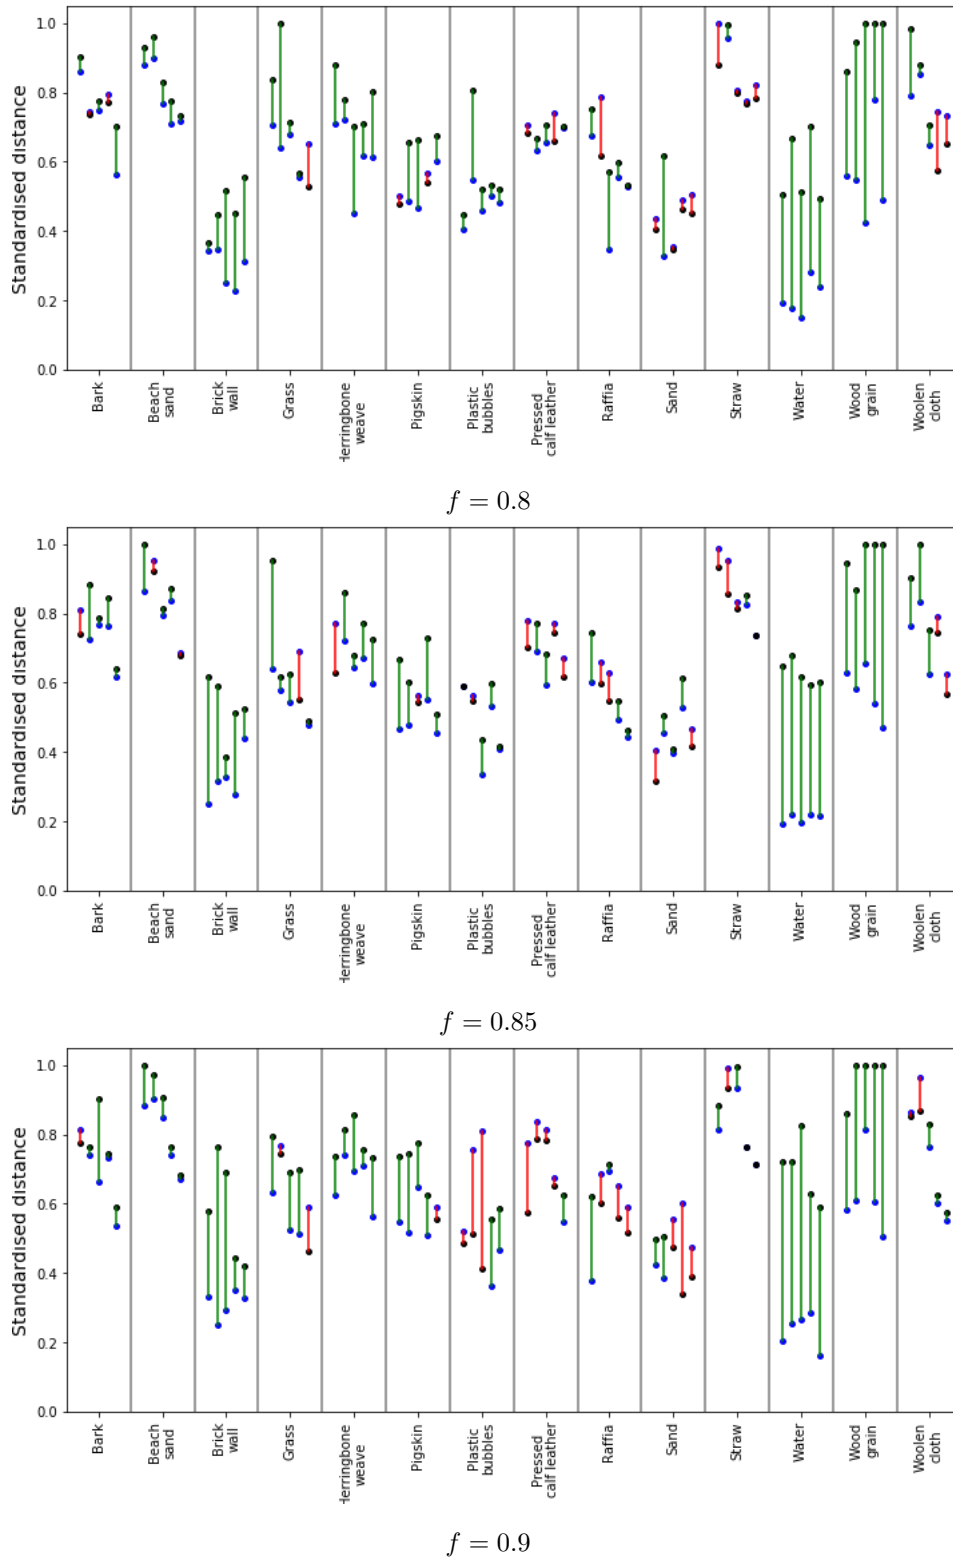 Standardised distance
1.0
0.8
0.6
0.4
0.2
0.0
Bark
Beach
sand
Brick
wall
Grass
Herringbone
weave
Pigskin
Plastic
bubbles
Pressed
calf leather
Raffia
Sand
Straw
Water
Wood
grain
Woolen
cloth
f = 0.8
Standardised distance
1.0
0.8
0.6
0.4
0.2
0.0
Bark
Beach
sand
Brick
wall
Grass
Herringbone
weave
Pigskin
Plastic
bubbles
Pressed
calf leather
Raffia
Sand
Straw
Water
Wood
grain
Woolen
cloth
f = 0.85
Standardised distance
1.0
0.8
0.6
0.4
0.2
0.0
Bark
Beach
sand
Brick
wall
Grass
Herringbone
weave
Pigskin
Plastic
bubbles
Pressed
calf leather
Raffia
Sand
Straw
Water
Wood
grain
Woolen
cloth
f = 0.9